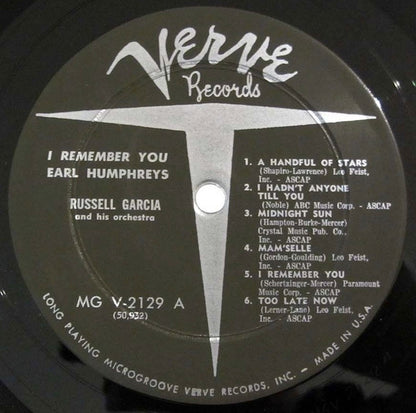 Verve
Records
I REMEMBER YOU
EARL HUMPHREYS
RUSSELL GARCIA
and his orchestra
MG V-2129 A
(50,932)
1. A HANDFUL OF STARS
(Shapiro-Lawrence) Leo Feist,
Inc. - ASCAP
2. I HADN'T ANYONE
TILL YOU
(Noble) ABC Music Corp. - ASCAP
3. MIDNIGHT SUN
(Hampton-Burke-Mercer)
Crystal Music Pub. Co.,
Inc. - ASCAP
4. MAM'SELLE
(Gordon-Goulding) Leo Feist,
Inc. - ASCAP
5. I REMEMBER YOU
(Schertzinger-Mercer) Paramount
Music Corp. - ASCAP
6. TOO LATE NOW
(Lerner-Lane) Leo Feist,
Inc. - ASCAP
LONG PLAYING MICROGROOVE VERVE RECORDS, INC. - MADE IN U.S.A.